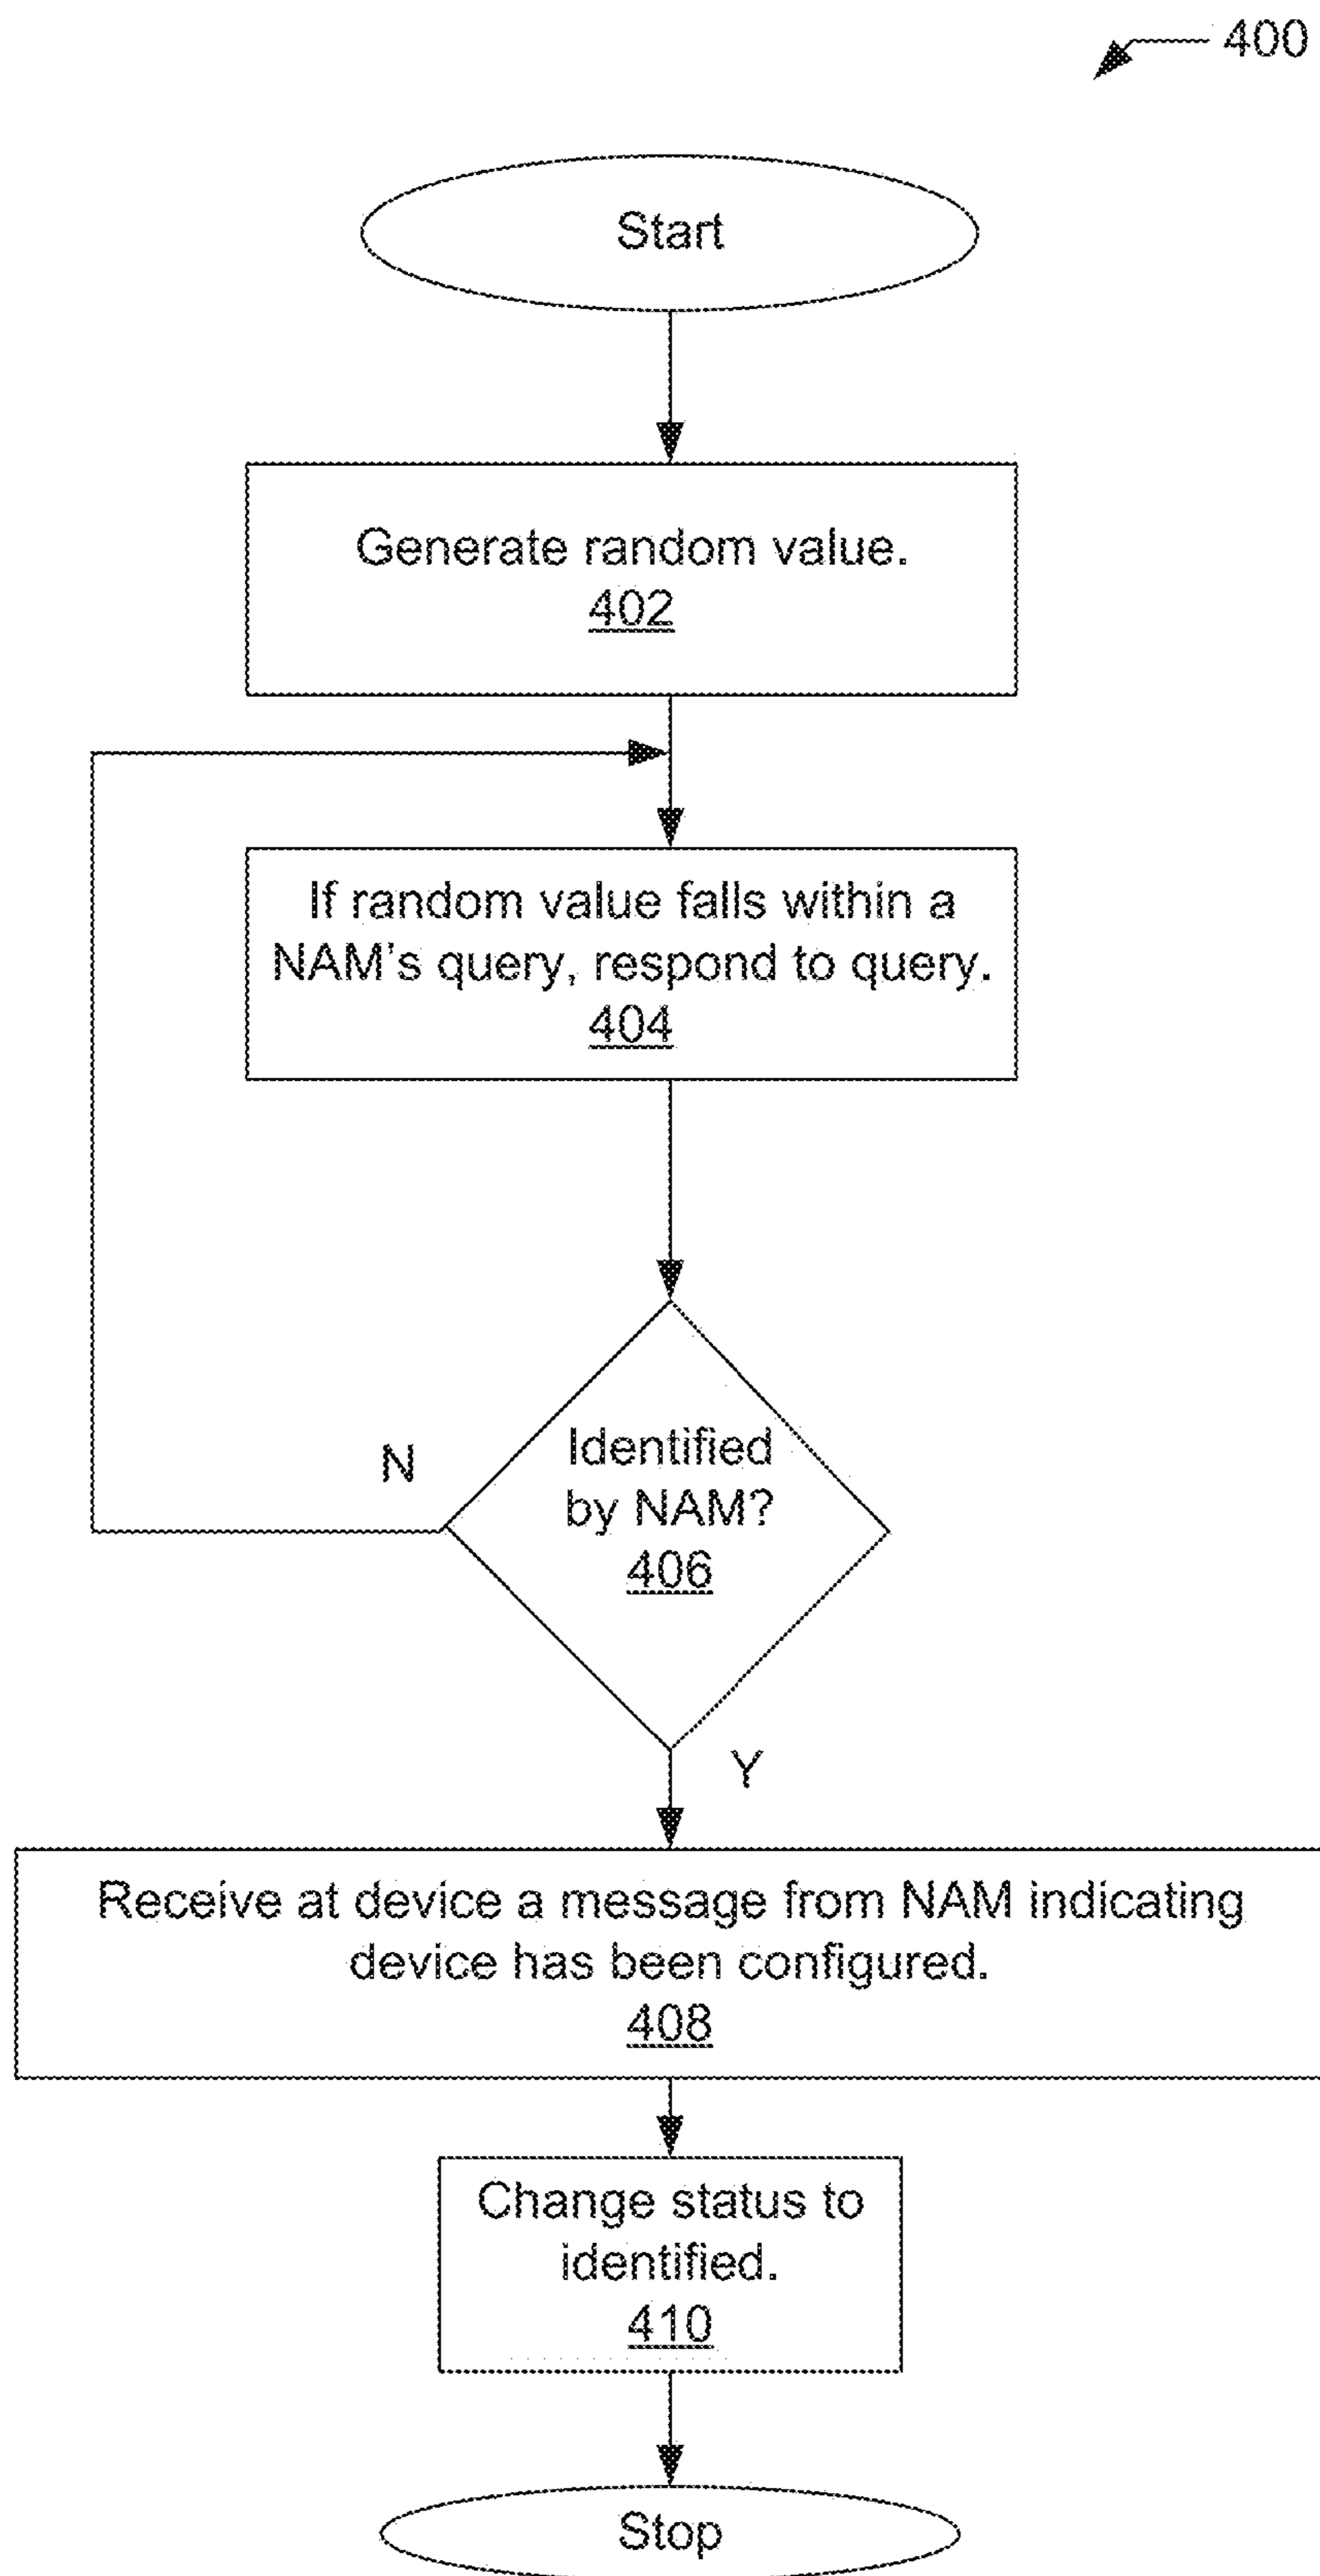 400
Start
Generate random value.
402
If random value falls within a
NAM's query, respond to query.
404
Identified
by NAM?
406
N
Y
Receive at device a message from NAM indicating
device has been configured.
408
Change status to
identified.
410
Stop